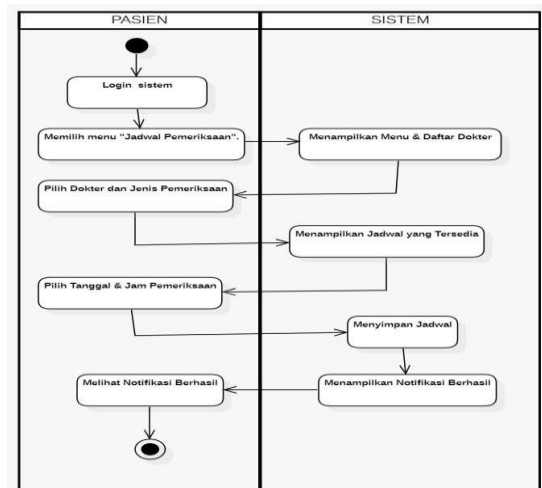 PASIEN
SISTEM
Login sistem
Memilih menu "Jadwal Pemeriksaan".
Menampilkan Menu & Daftar Dokter
Pilih Dokter dan Jenis Pemeriksaan
Menampilkan Jadwal yang Tersedia
Pilih Tanggal & Jam Pemeriksaan
Menyimpan Jadwal
Melihat Notifikasi Berhasil
Menampilkan Notifikasi Berhasil